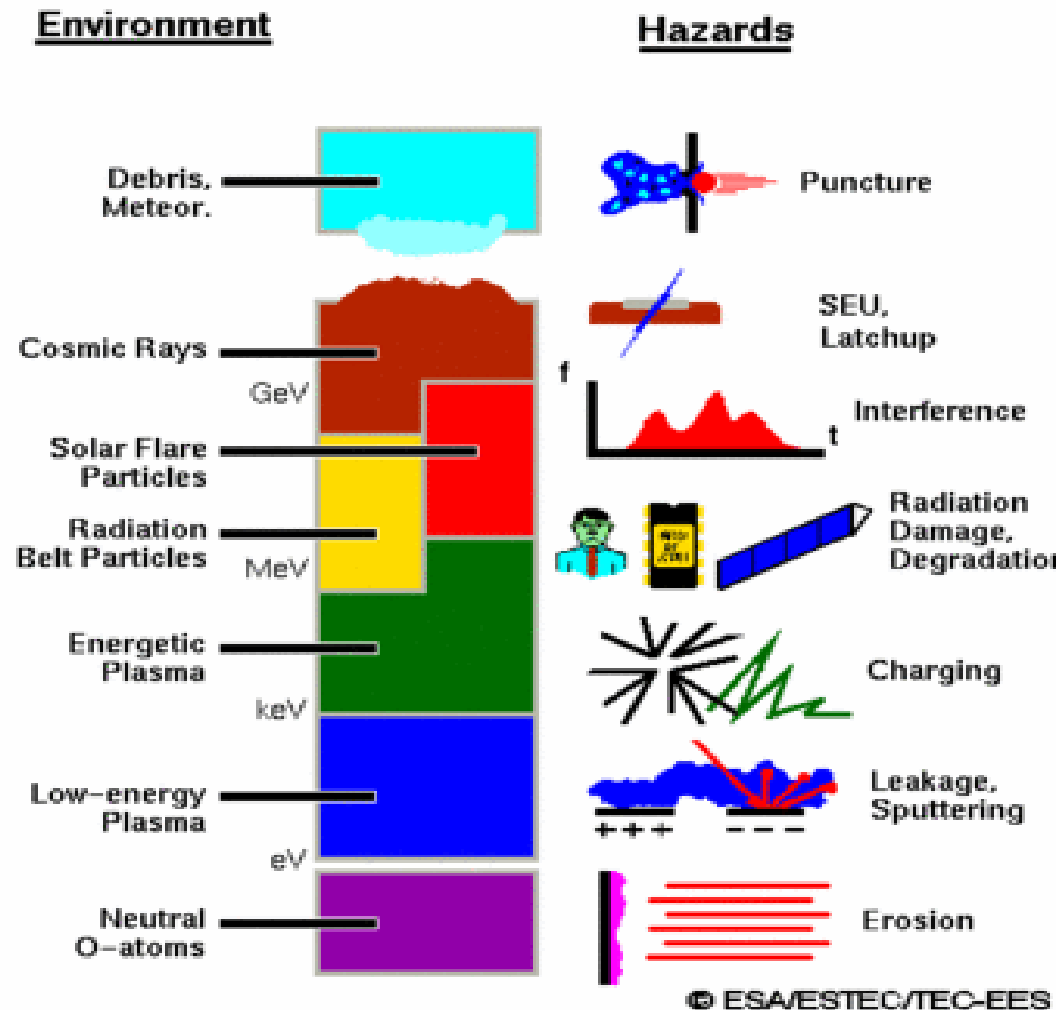 Environment
Hazards
Debris,
Meteor.
Puncture
Cosmic Rays
SEU,
Latchup
GeV
f
Interference
t
Solar Flare
Particles
Radiation
Belt Particles
MeV
Radiation
Damage,
Degradation
Energetic
Plasma
Charging
keV
Low-energy
Plasma
Leakage,
Sputtering
+ + + - - - -
eV
Neutral
O-atoms
Erosion
© ESA/ESTEC/TEC-EES